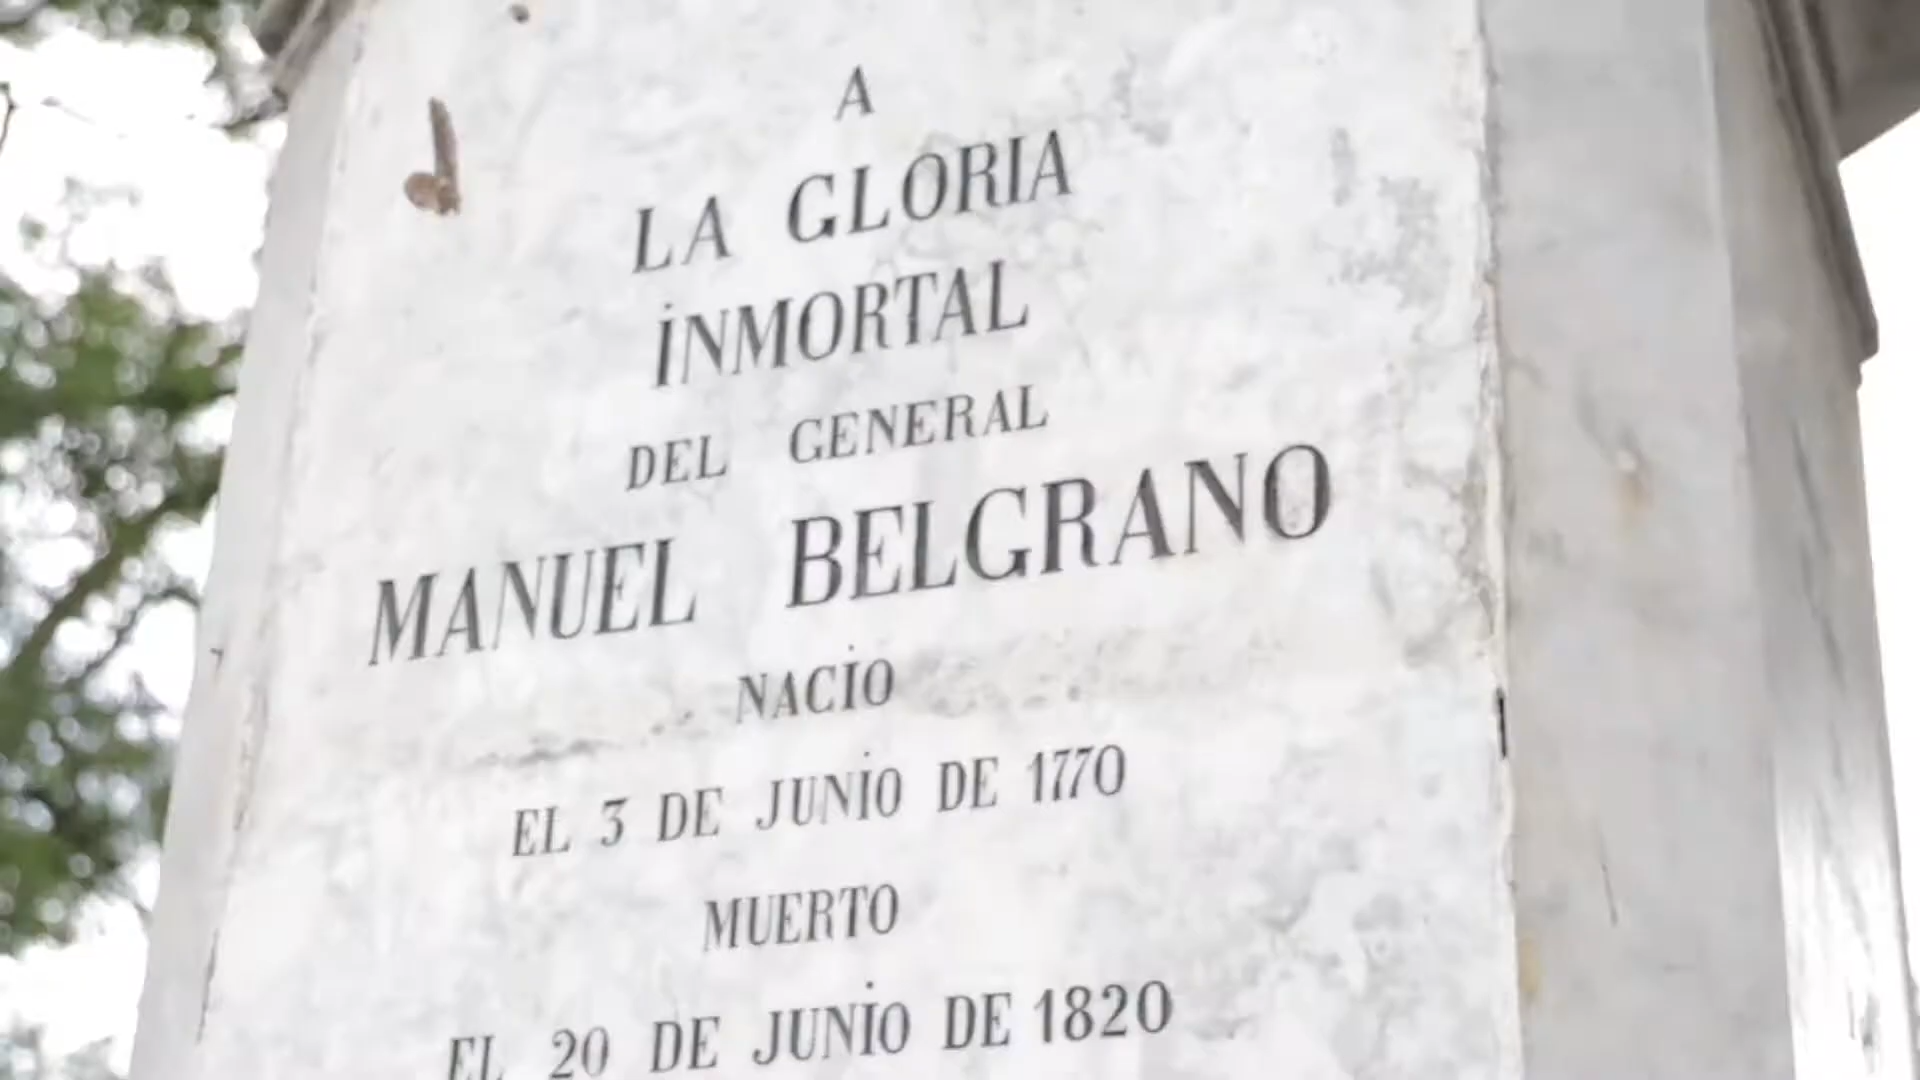 A
LA GLORIA
INMORTAL
DEL GENERAL
MANUEL BELGRANO
NACIO
EL 3 DE JUNIO DE 1770
MUERTO
EL 20 DE JUNIO DE 1820